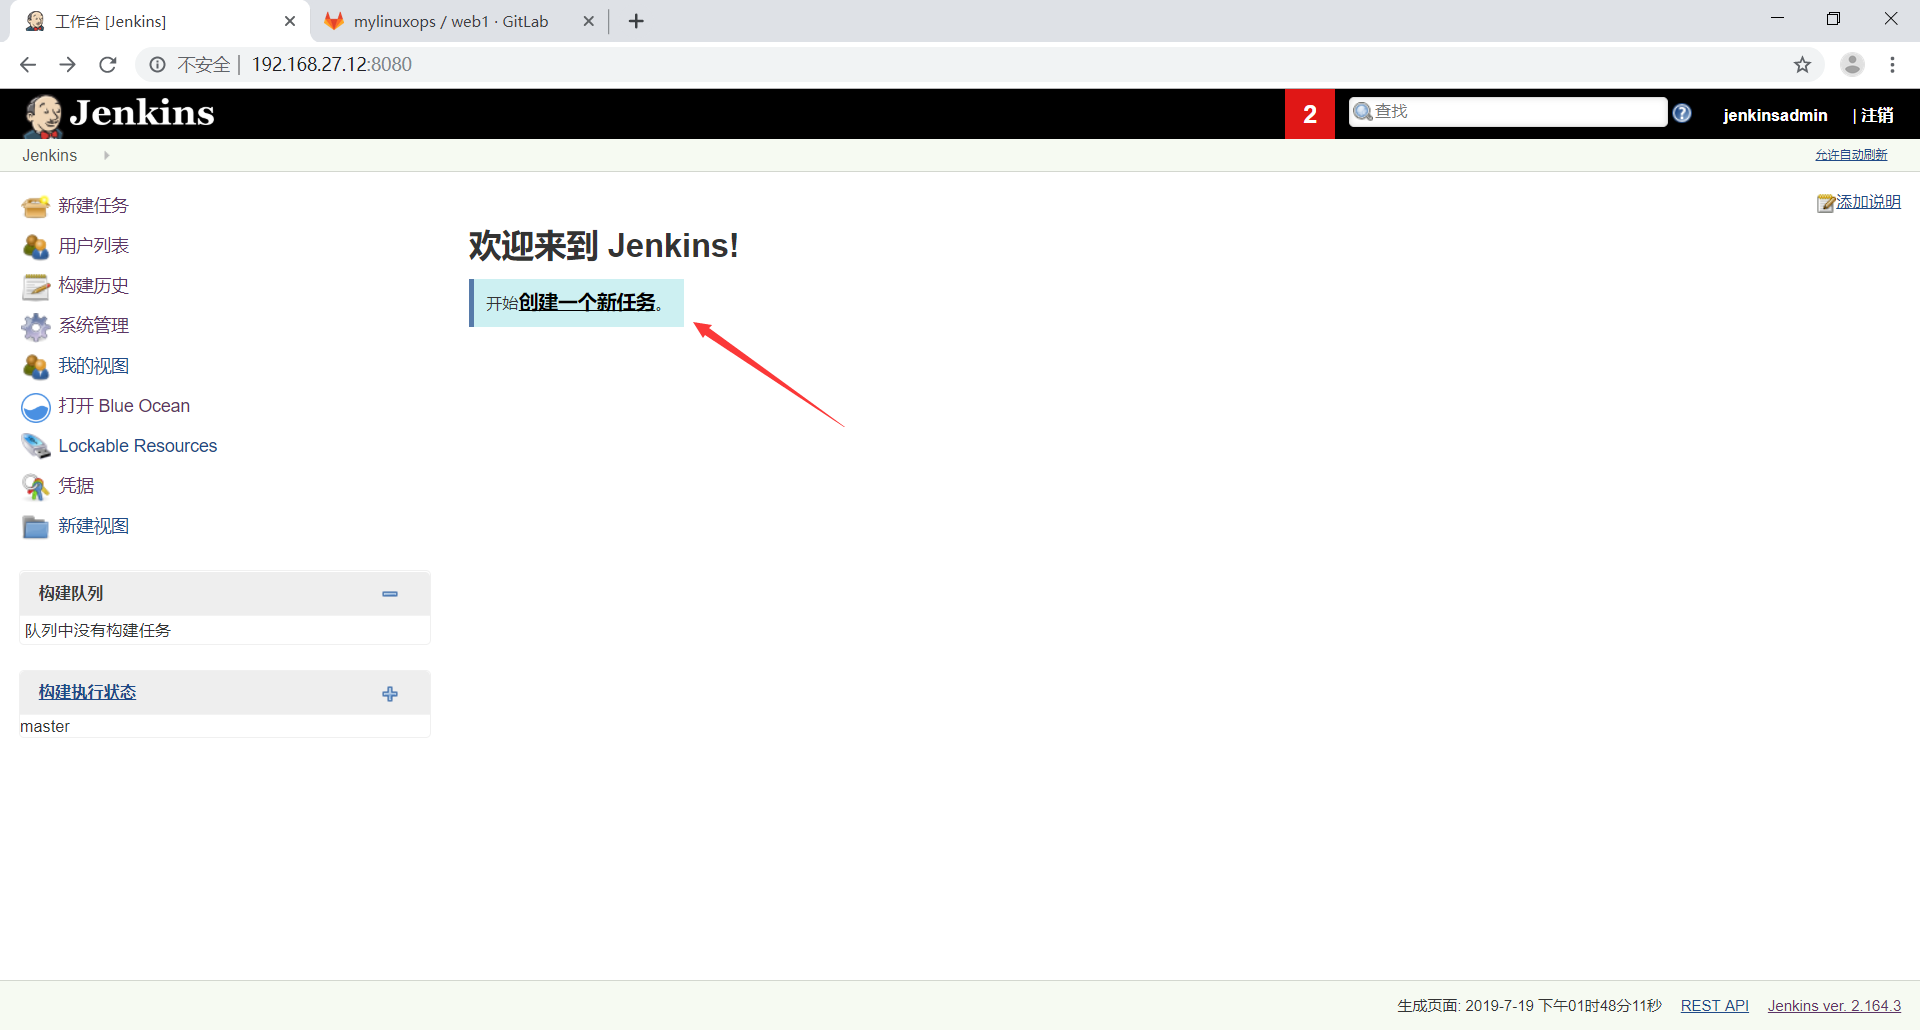 工作台 [Jenkins]
mylinuxops / web1 · GitLab
不安全 | 192.168.27.12:8080
Jenkins
2
查找
jenkinsadmin
| 注销
Jenkins
允许自动刷新
新建任务
添加说明
用户列表
构建历史
系统管理
我的视图
打开 Blue Ocean
Lockable Resources
凭据
新建视图
欢迎来到 Jenkins!
开始创建一个新任务。
构建队列
队列中没有构建任务
构建执行状态
master
生成页面: 2019-7-19 下午01时48分11秒
REST API
Jenkins ver. 2.164.3